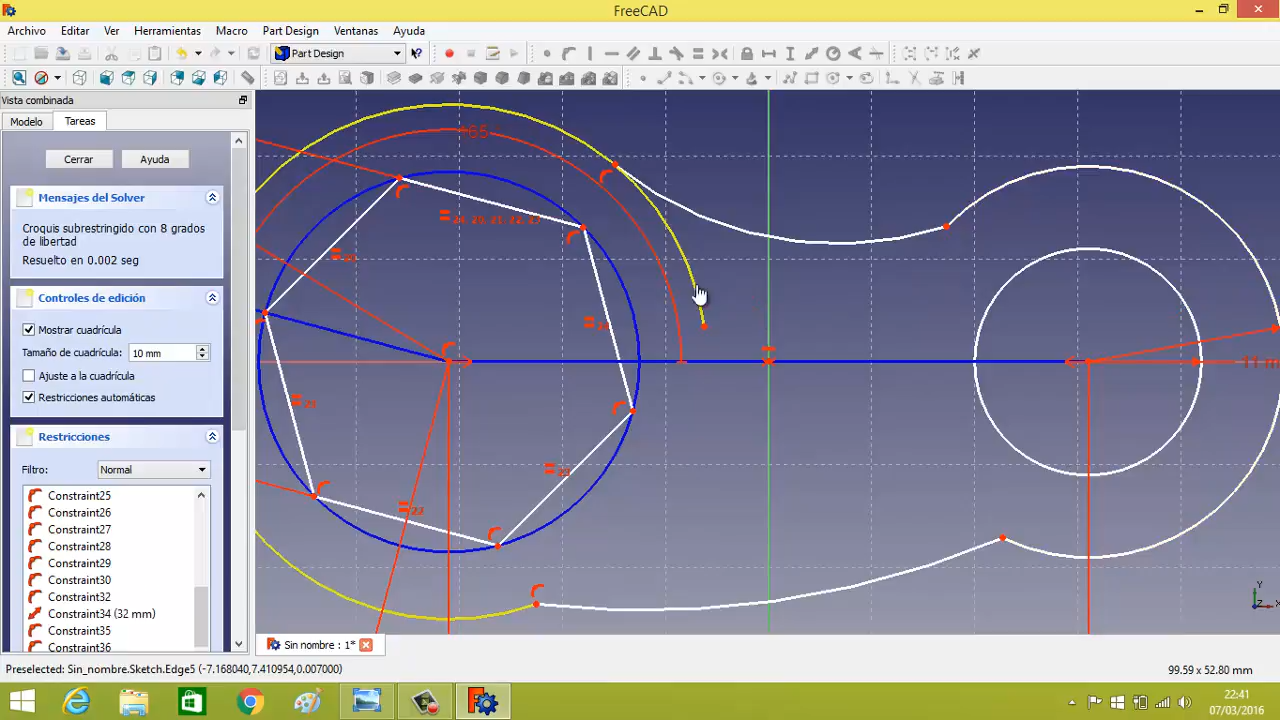 FreeCAD
Archivo Editar Ver Herramientas Macro Part Design Ventanas Ayuda
Part Design
Vista combinada
Modelo Tareas
Cerrar Ayuda
Mensajes del Solver
Croquis substringido con 8 grados
de libertad
Resuelto en 0.002 seg
Controles de edición
Mostrar cuadrícula
Tamaño de cuadrícula: 10 mm
Ajuste a la cuadrícula
Restricciones automáticas
Restricciones
Filtro: Normal
Constraint25
Constraint26
Constraint27
Constraint28
Constraint29
Constraint30
Constraint32
Constraint34 (32 mm)
Constraint35
Constraint36
165
11 m
Y
Z
Sin nombre : 1*
Preselected: Sin_nombre.Sketch.Edge5 (-7.168040,7.410954,0.007000)
99.59 x 52.80 mm
22:41
07/03/2016